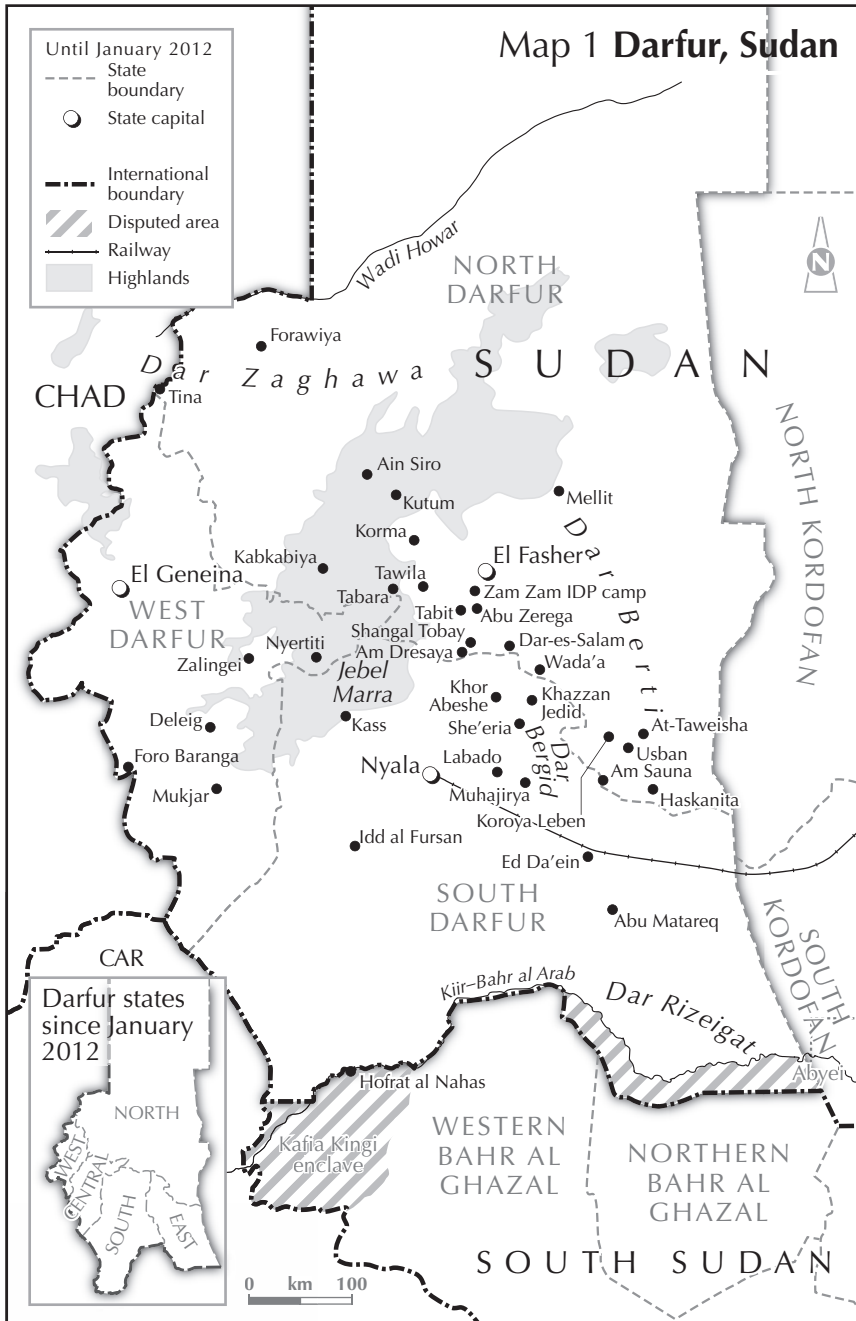 Map 1 Darfur, Sudan
Until January 2012
State
boundary
State capital
International
boundary
Disputed area
Railway
Highlands
N
Wadi Howar
NORTH
DARFUR
Forawiya
Dar Zaghawa
SUDAN
CHAD
Tina
NORTH KORDOFAN
Ain Siro
Kutum
Mellit
Korma
Dar Berti
El Fasher
Kabkabiya
El Geneina
Tawila
Zam Zam IDP camp
Tabara
WEST
DARFUR
Tabit
Abu Zerega
Shangal Tobay
Dar-es-Salam
Nyertiti
Am Dresaya
Zalingei
Wada'a
Jebel
Marra
Khor
Abeshe
Khazzan
Jedid
Deleig
Kass
She'eria
At-Taweisha
Dar
Bergid
Usban
Foro Baranga
Labado
Nyala
Am Sauna
Mukjar
Muhajirya
Haskanita
Koroya Leben
Idd al Fursan
Ed Da'ein
SOUTH
DARFUR
Abu Matareq
SOUTH
KORDOFAN
CAR
Kiir–Bahr al Arab
Dar Rizeigat
Abyei
Hofrat al Nahas
Kafia Kingi
enclave
WESTERN
BAHR AL
GHAZAL
NORTHERN
BAHR AL
GHAZAL
SOUTH SUDAN
Darfur states
since January
2012
NORTH
WEST
CENTRAL
SOUTH
EAST
0 km 100